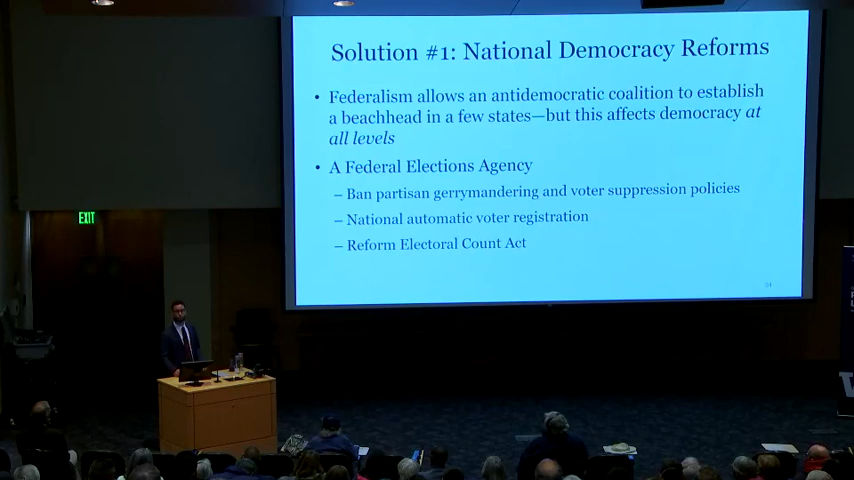 Solution #1: National Democracy Reforms
• Federalism allows an antidemocratic coalition to establish
a beachhead in a few states—but this affects democracy at
all levels
• A Federal Elections Agency
– Ban partisan gerrymandering and voter suppression policies
– National automatic voter registration
– Reform Electoral Count Act
EXIT